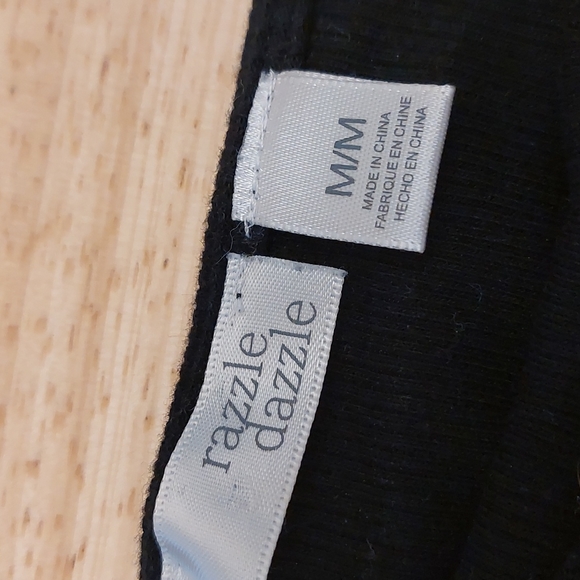 M/M
MADE IN CHINA
FABRIQUE EN CHINE
HECHO EN CHINA
razzle
dazzle